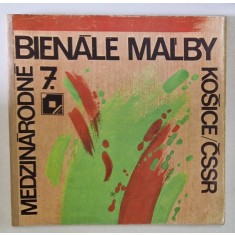 MEDZINÁRODNÉ
7.
BIENÁLE MALBY
KOŠICE ČSSR